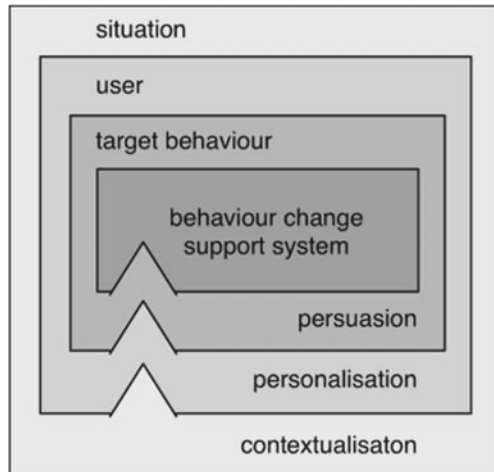 situation
user
target behaviour
behaviour change
support system
persuasion
personalisation
contextualisaton